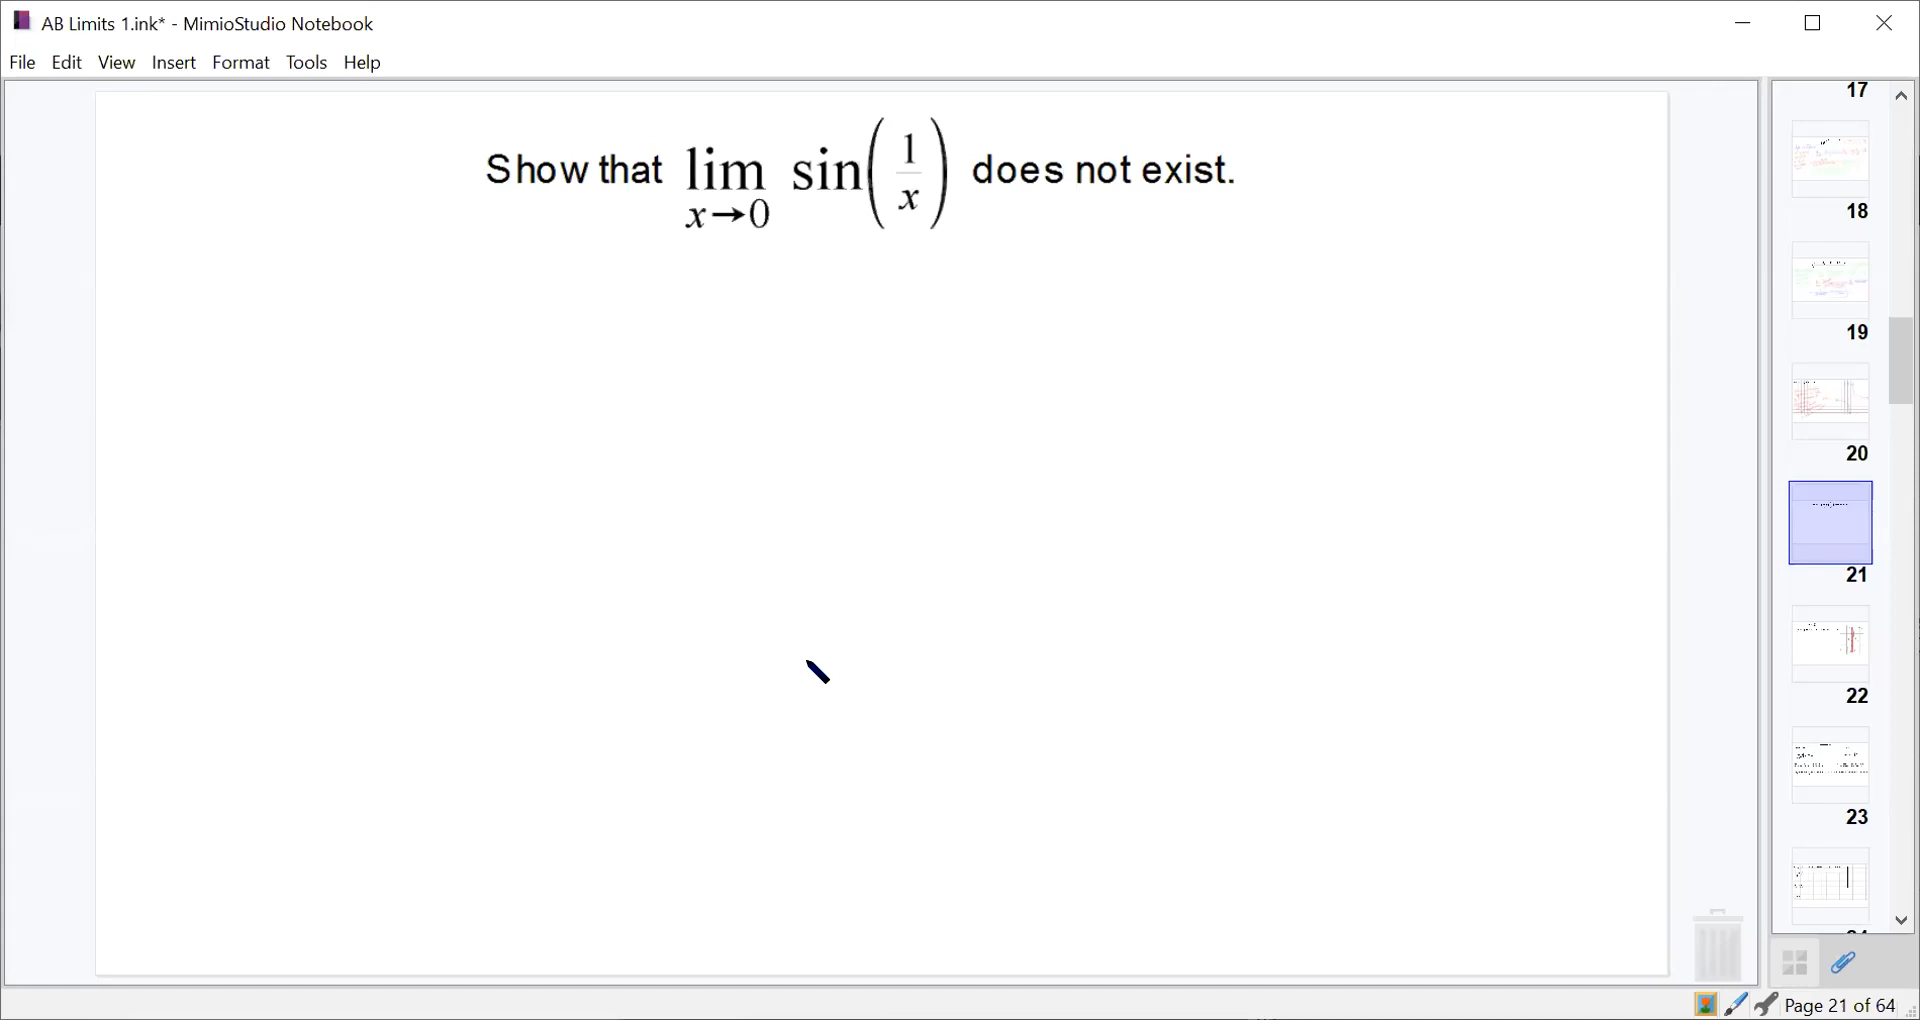 AB Limits 1.ink* - MimioStudio Notebook
File Edit View Insert Format Tools Help
Show that lim x→0 sin(1/x) does not exist.
17
18
19
20
21
22
23
Page 21 of 64